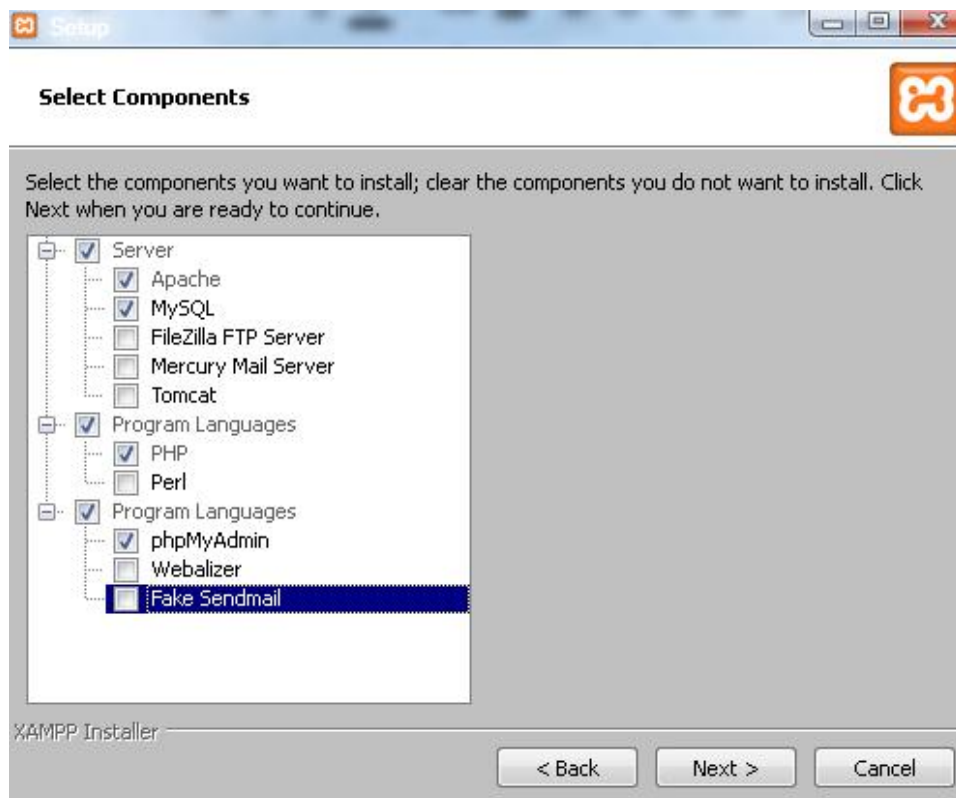 Setup
Select Components
Select the components you want to install; clear the components you do not want to install. Click
Next when you are ready to continue.
Server
Apache
MySQL
FileZilla FTP Server
Mercury Mail Server
Tomcat
Program Languages
PHP
Perl
Program Languages
phpMyAdmin
Webalizer
Fake Sendmail
XAMPP Installer
< Back
Next >
Cancel